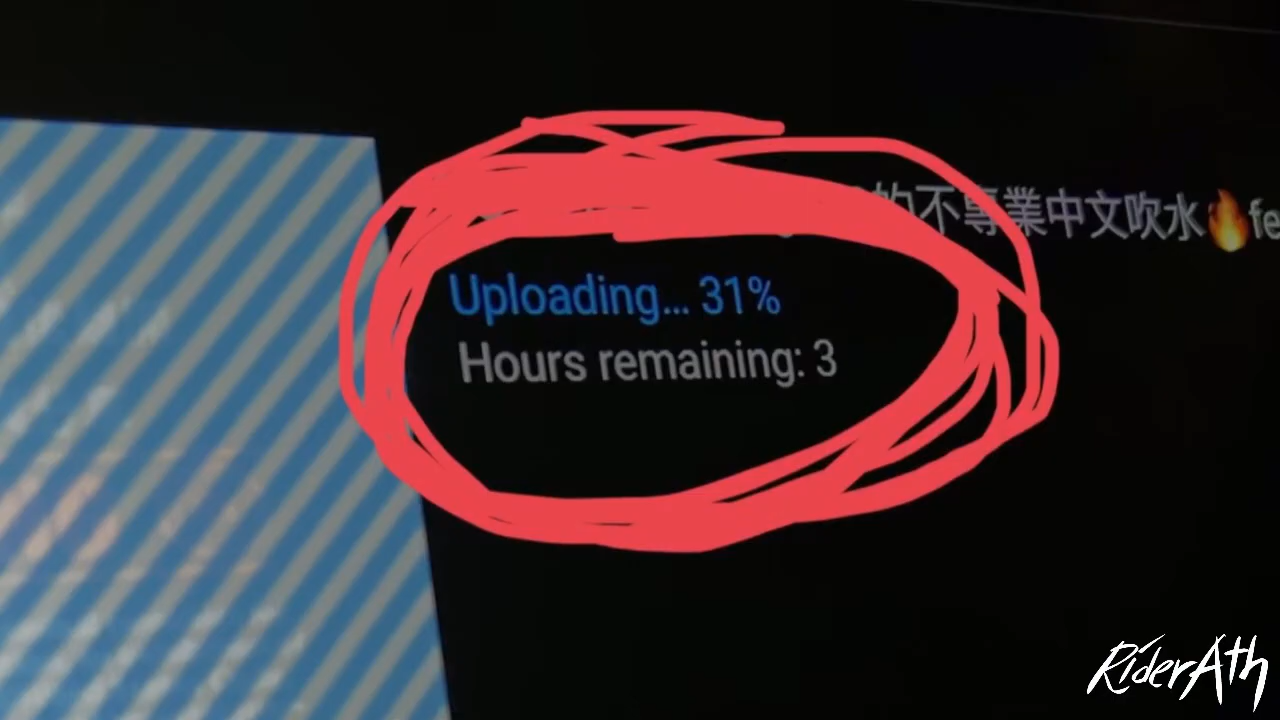 的不專業中文吹水🔥fe
Uploading... 31%
Hours remaining: 3
RiderAth